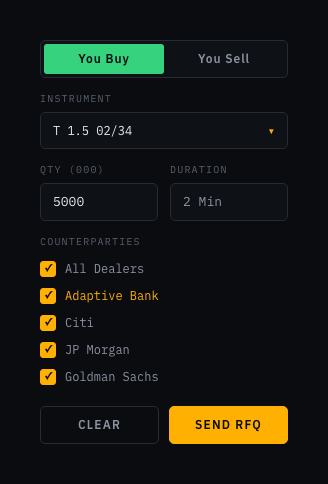 You Buy You Sell
INSTRUMENT
T 1.5 02/34
QTY (000) DURATION
5000 2 Min
COUNTERPARTIES
All Dealers
Adaptive Bank
Citi
JP Morgan
Goldman Sachs
CLEAR SEND RFQ